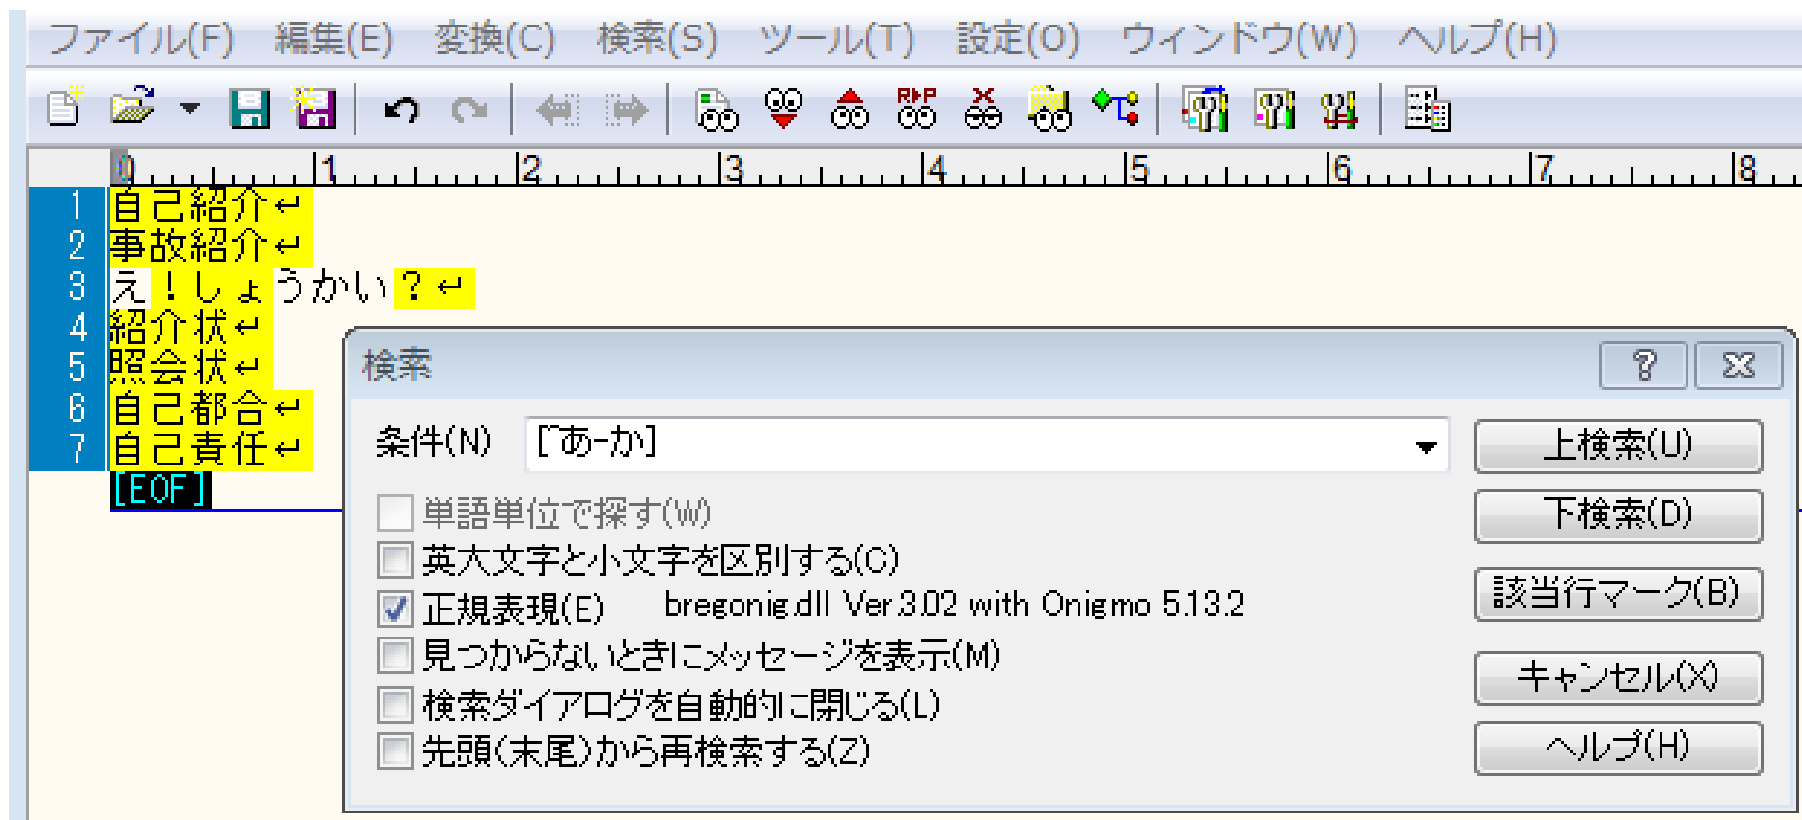 ファイル(F) 編集(E) 変換(C) 検索(S) ツール(T) 設定(O) ウィンドウ(W) ヘルプ(H)
0 1 2 3 4 5 6 7 8
1 自己紹介↵
2 事故紹介↵
3 え！しょうかい？↵
4 紹介状↵
5 照会状↵
6 自己都合↵
7 自己責任↵
[EOF]
検索
条件(N) [^あ-か]
上検索(U)
単語単位で探す(W)
下検索(D)
英大文字と小文字を区別する(C)
正規表現(E) bregonig.dll Ver.3.02 with Onigmo 5.13.2
該当行マーク(B)
見つからないときにメッセージを表示(M)
キャンセル(X)
検索ダイアログを自動的に閉じる(L)
先頭(末尾)から再検索する(Z)
ヘルプ(H)